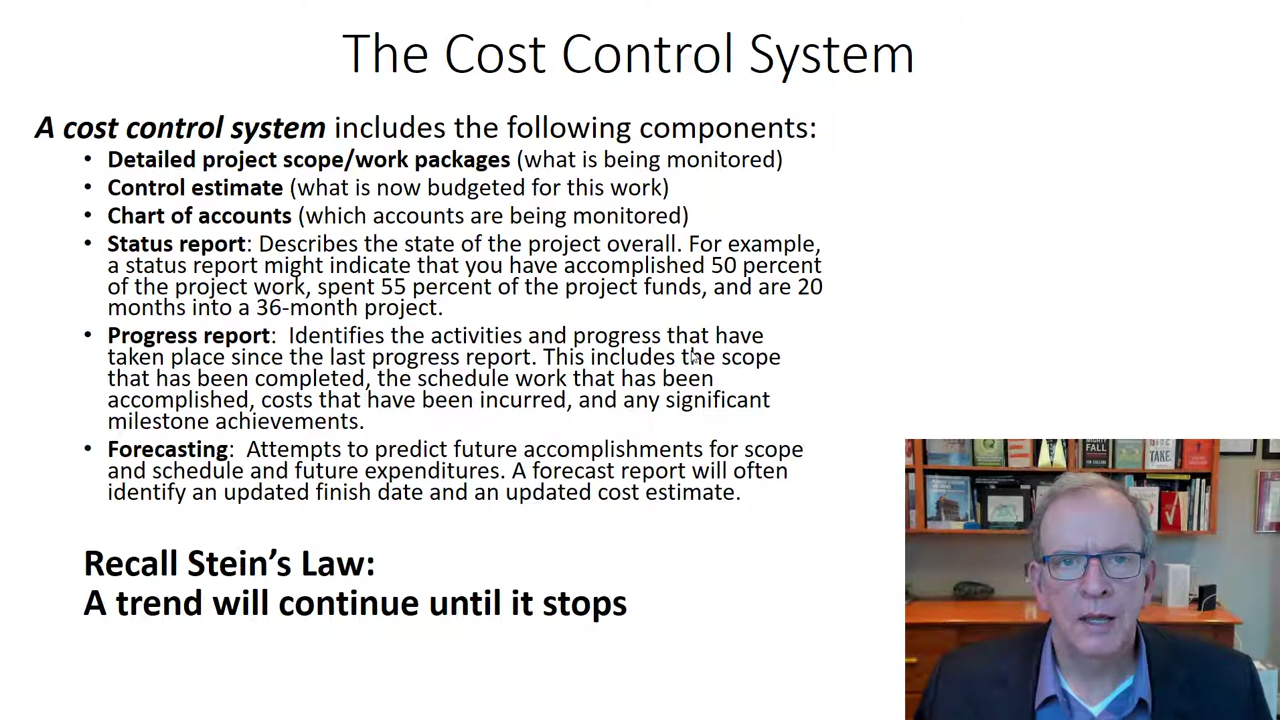 The Cost Control System
A cost control system includes the following components:
• Detailed project scope/work packages (what is being monitored)
• Control estimate (what is now budgeted for this work)
• Chart of accounts (which accounts are being monitored)
• Status report: Describes the state of the project overall. For example,
a status report might indicate that you have accomplished 50 percent
of the project work, spent 55 percent of the project funds, and are 20
months into a 36-month project.
• Progress report: Identifies the activities and progress that have
taken place since the last progress report. This includes the scope
that has been completed, the schedule work that has been
accomplished, costs that have been incurred, and any significant
milestone achievements.
• Forecasting: Attempts to predict future accomplishments for scope
and schedule and future expenditures. A forecast report will often
identify an updated finish date and an updated cost estimate.
Recall Stein’s Law:
A trend will continue until it stops
FALL
TAKE.